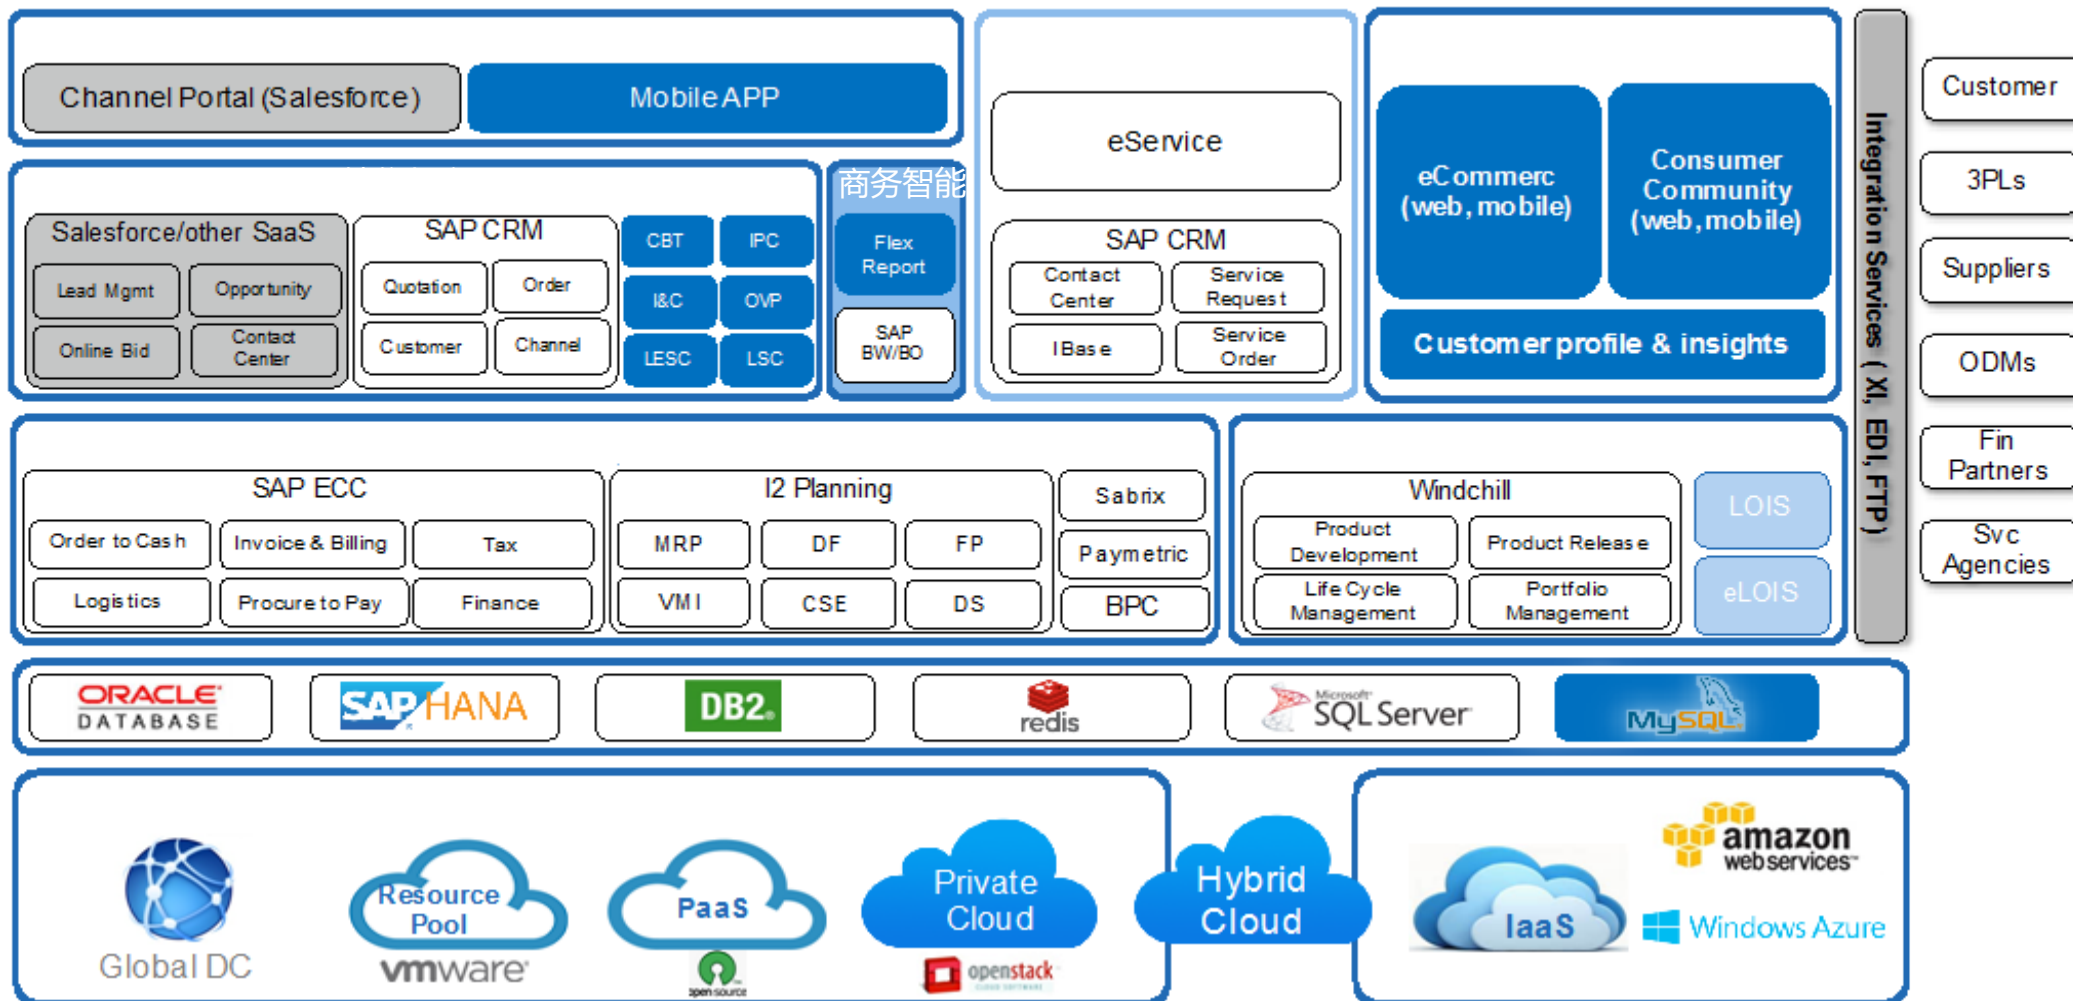 Channel Portal (Salesforce)
Mobile APP
商务智能
Salesforce/other SaaS
Lead Mgmt
Opportunity
Online Bid
Contact
Center
SAP CRM
Quotation
Order
Customer
Channel
CBT
IPC
I&C
OVP
LESC
LSC
Flex
Report
SAP
BW/BO
eService
SAP CRM
Contact
Center
Service
Request
IBase
Service
Order
eCommerc
(web, mobile)
Consumer
Community
(web, mobile)
Customer profile & insights
Integration Services ( XI, EDI, FTP )
Customer
3PLs
Suppliers
ODMs
Fin
Partners
Svc
Agencies
SAP ECC
Order to Cash
Invoice & Billing
Tax
Logistics
Procure to Pay
Finance
I2 Planning
MRP
DF
FP
VMI
CSE
DS
Sabrix
Paymetric
BPC
Windchill
Product
Development
Product Release
Life Cycle
Management
Portfolio
Management
LOIS
eLOIS
ORACLE
DATABASE
SAP HANA
DB2
redis
Microsoft
SQL Server
MySQL
Global DC
Resource
Pool
vmware
PaaS
open source
Private
Cloud
openstack
CLOUD SOFTWARE
Hybrid
Cloud
IaaS
amazon
webservices
Windows Azure